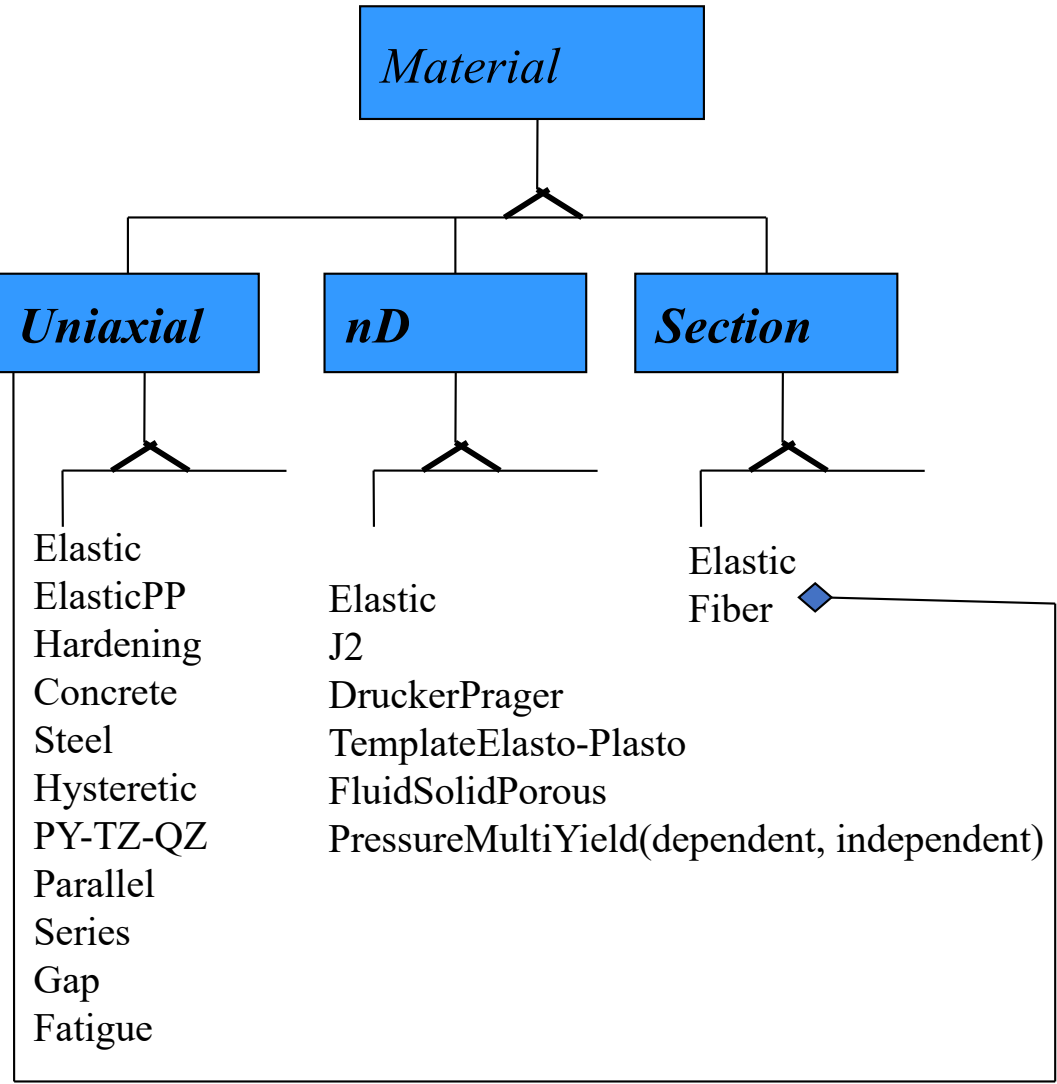 Material
Uniaxial
nD
Section
Elastic
ElasticPP
Hardening
Concrete
Steel
Hysteretic
PY-TZ-QZ
Parallel
Series
Gap
Fatigue
Elastic
J2
DruckerPrager
TemplateElasto-Plasto
FluidSolidPorous
PressureMultiYield(dependent, independent)
Elastic
Fiber